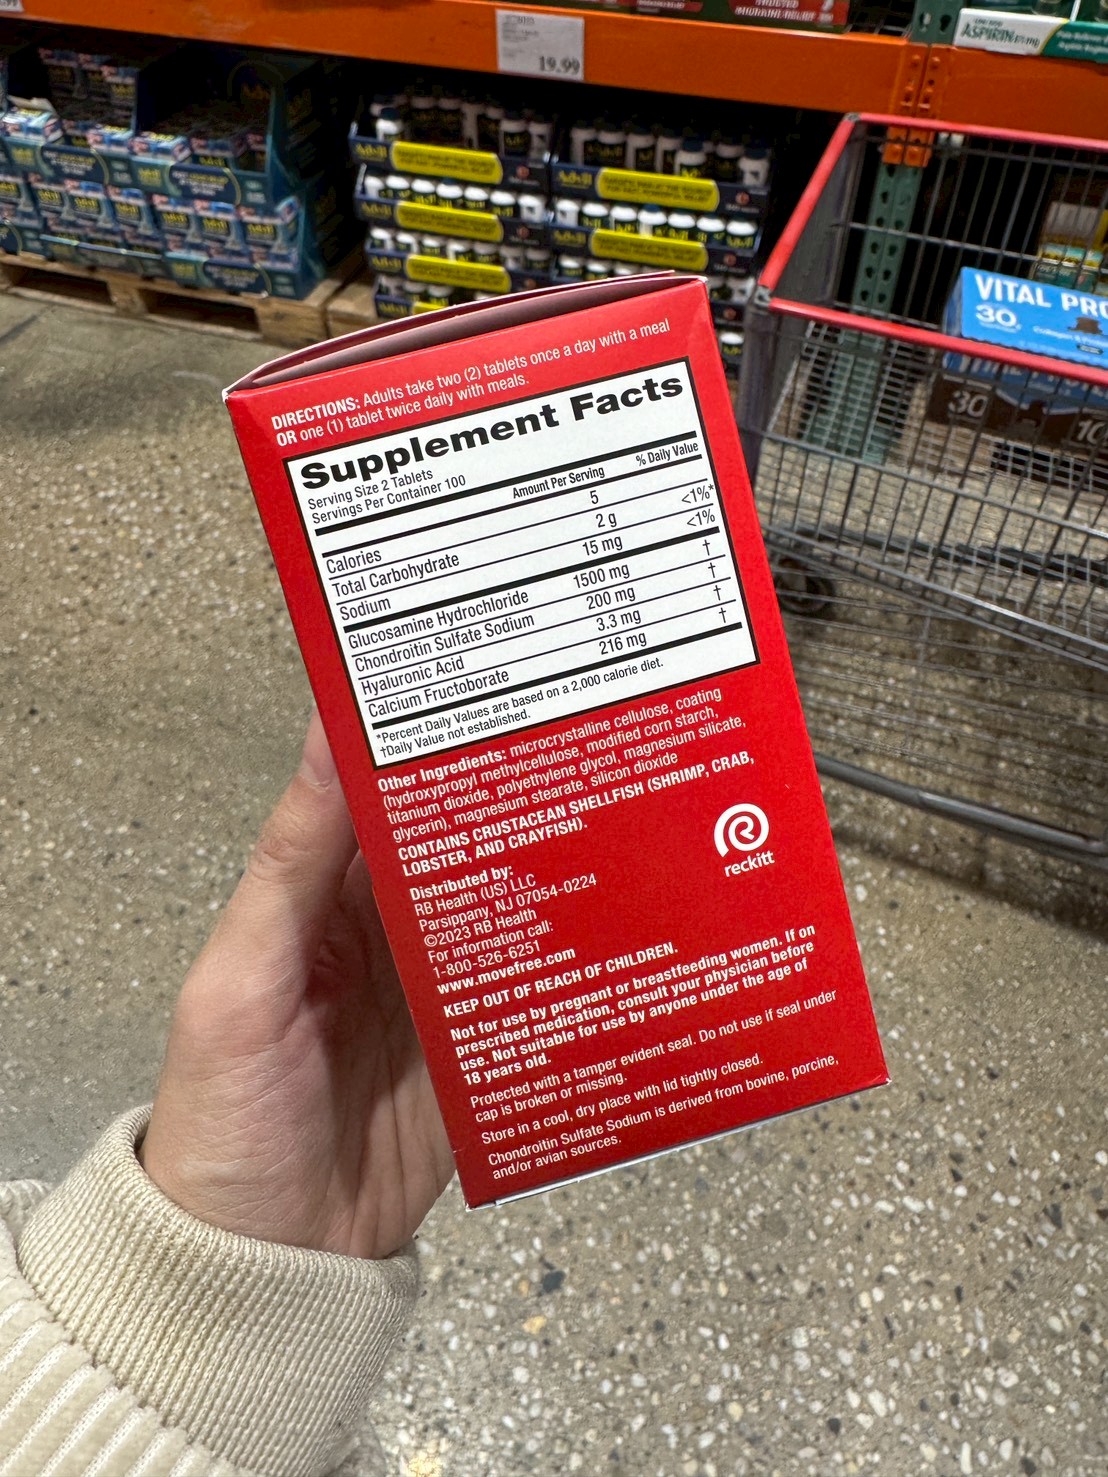 19.99
ASPIRIN
VITAL PRO
30
30
10
DIRECTIONS: Adults take two (2) tablets once a day with a meal
OR one (1) tablet twice daily with meals.
Supplement Facts
Serving Size 2 Tablets
Servings Per Container 100
Amount Per Serving % Daily Value
Calories 5
Total Carbohydrate 2 g <1%*
Sodium 15 mg <1%
Glucosamine Hydrochloride 1500 mg †
Chondroitin Sulfate Sodium 200 mg †
Hyaluronic Acid 3.3 mg †
Calcium Fructoborate 216 mg †
*Percent Daily Values are based on a 2,000 calorie diet.
†Daily Value not established.
Other Ingredients: microcrystalline cellulose, coating
(hydroxypropyl methylcellulose, modified corn starch,
titanium dioxide, polyethylene glycol, magnesium silicate,
glycerin), magnesium stearate, silicon dioxide
CONTAINS CRUSTACEAN SHELLFISH (SHRIMP, CRAB,
LOBSTER, AND CRAYFISH).
Distributed by:
RB Health (US) LLC
Parsippany, NJ 07054-0224
©2023 RB Health
For information call:
1-800-526-6251
www.movefree.com
reckitt
KEEP OUT OF REACH OF CHILDREN.
Not for use by pregnant or breastfeeding women. If on
prescribed medication, consult your physician before
use. Not suitable for use by anyone under the age of
18 years old.
Protected with a tamper evident seal. Do not use if seal under
cap is broken or missing.
Store in a cool, dry place with lid tightly closed.
Chondroitin Sulfate Sodium is derived from bovine, porcine,
and/or avian sources.